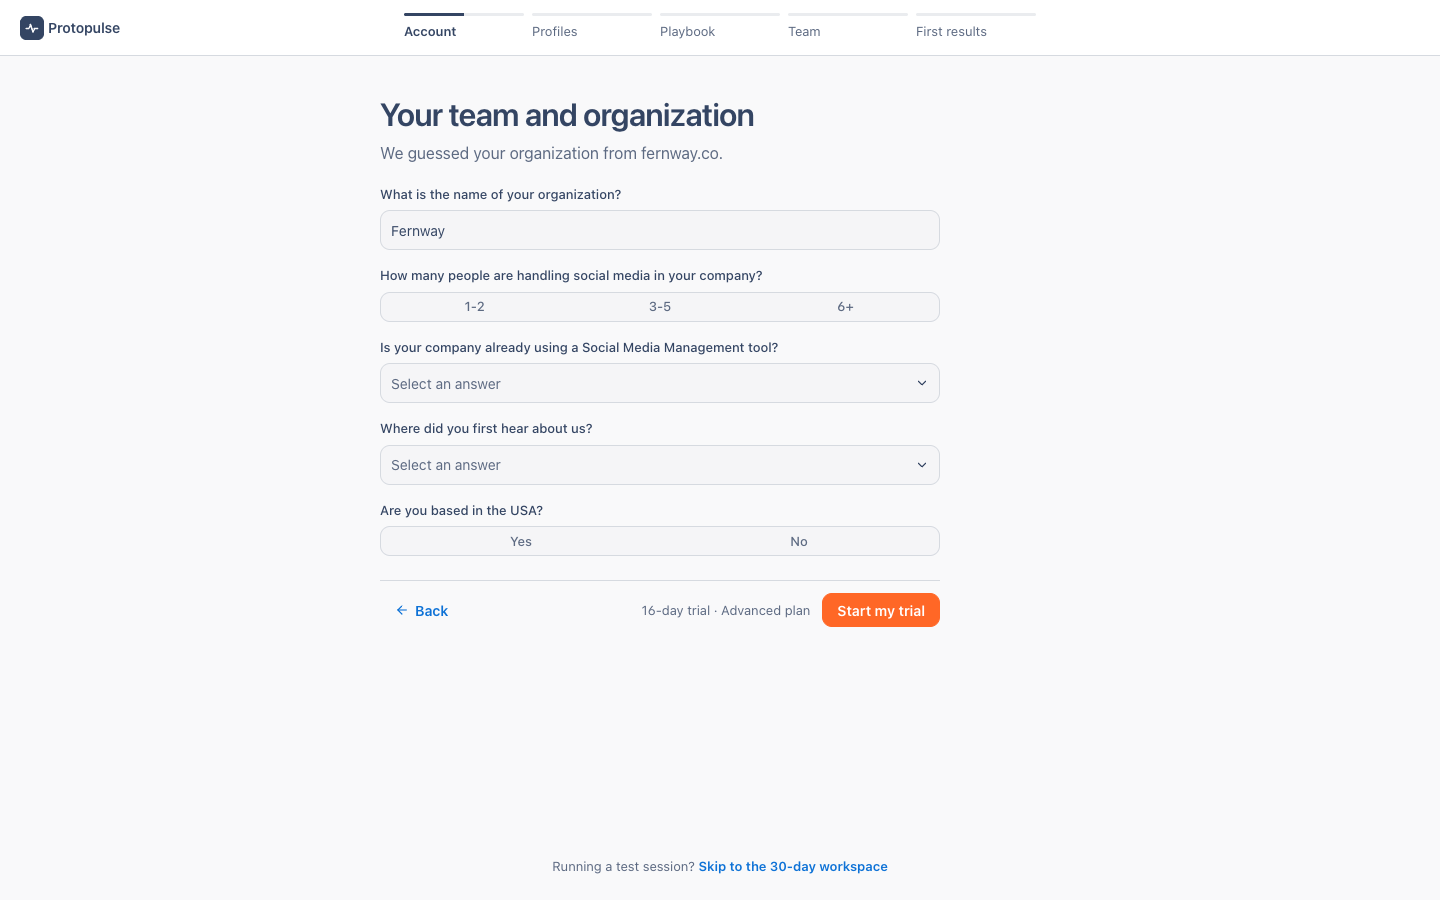 Protopulse
Account
Profiles
Playbook
Team
First results
Your team and organization
We guessed your organization from fernway.co.
What is the name of your organization?
Fernway
How many people are handling social media in your company?
1-2
3-5
6+
Is your company already using a Social Media Management tool?
Select an answer
Where did you first hear about us?
Select an answer
Are you based in the USA?
Yes
No
Back
16-day trial · Advanced plan
Start my trial
Running a test session? Skip to the 30-day workspace